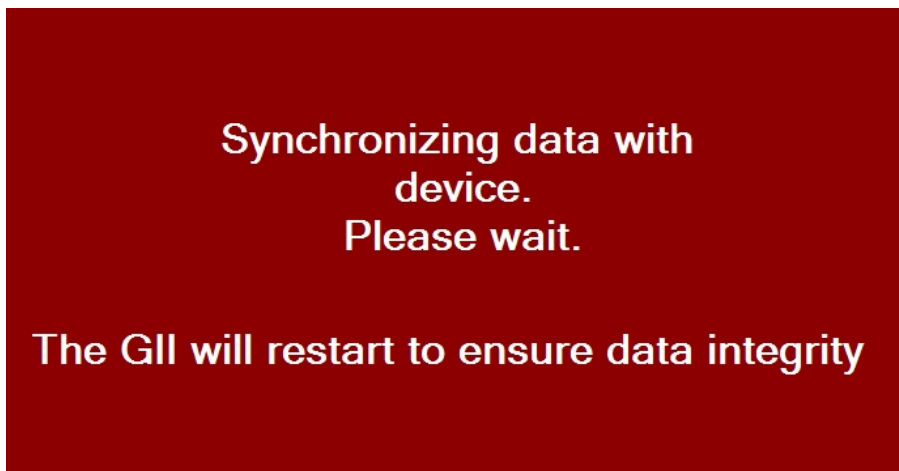 Synchronizing data with
device.
Please wait.
The GII will restart to ensure data integrity